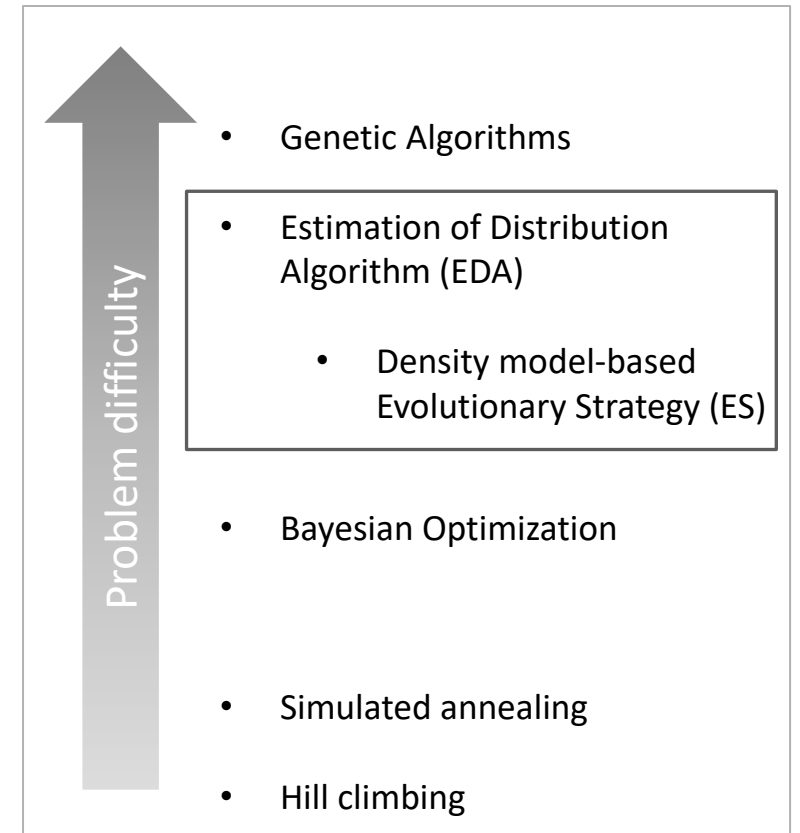 Problem difficulty
• Genetic Algorithms
• Estimation of Distribution
Algorithm (EDA)
• Density model-based
Evolutionary Strategy (ES)
• Bayesian Optimization
• Simulated annealing
• Hill climbing